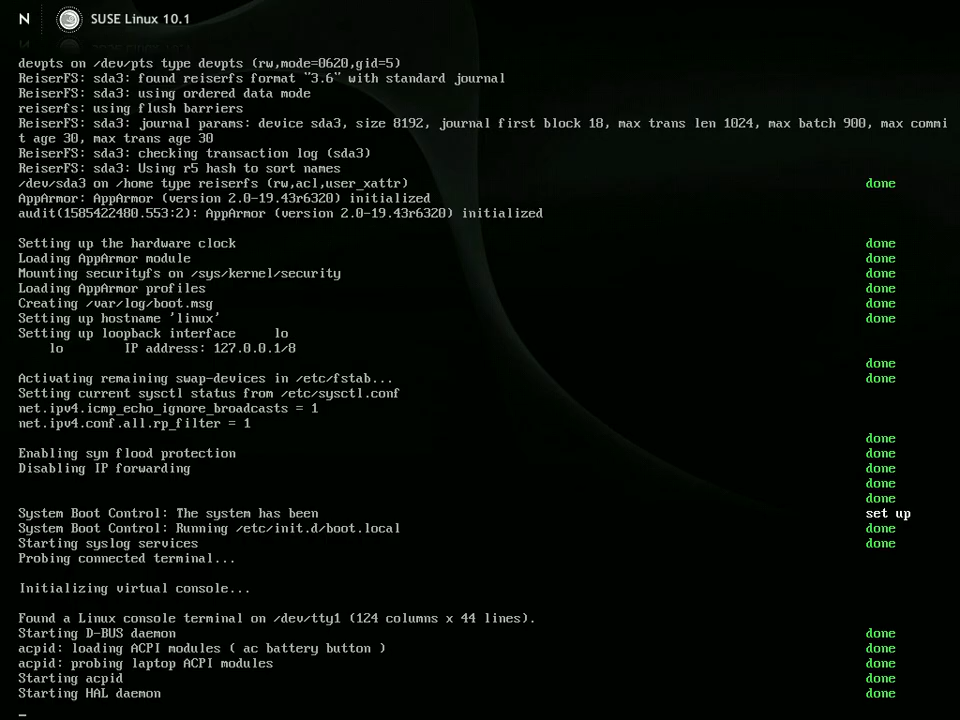 N SUSE Linux 10.1
devpts on /dev/pts type devpts (rw,mode=0620,gid=5)
ReiserFS: sda3: found reiserfs format "3.6" with standard journal
ReiserFS: sda3: using ordered data mode
reiserfs: using flush barriers
ReiserFS: sda3: journal params: device sda3, size 8192, journal first block 18, max trans len 1024, max batch 900, max commi
t age 30, max trans age 30
ReiserFS: sda3: checking transaction log (sda3)
ReiserFS: sda3: Using r5 hash to sort names
/dev/sda3 on /home type reiserfs (rw,acl,user_xattr) done
AppArmor: AppArmor (version 2.0-19.43r6320) initialized
audit(1585422480.553:2): AppArmor (version 2.0-19.43r6320) initialized
Setting up the hardware clock done
Loading AppArmor module done
Mounting securityfs on /sys/kernel/security done
Loading AppArmor profiles done
Creating /var/log/boot.msg done
Setting up hostname 'linux' done
Setting up loopback interface lo
lo IP address: 127.0.0.1/8
done
Activating remaining swap-devices in /etc/fstab... done
Setting current sysctl status from /etc/sysctl.conf
net.ipv4.icmp_echo_ignore_broadcasts = 1
net.ipv4.conf.all.rp_filter = 1
done
Enabling syn flood protection done
Disabling IP forwarding done
done
done
System Boot Control: The system has been set up
System Boot Control: Running /etc/init.d/boot.local done
Starting syslog services done
Probing connected terminal...
Initializing virtual console...
Found a Linux console terminal on /dev/tty1 (124 columns x 44 lines).
Starting D-BUS daemon done
acpid: loading ACPI modules ( ac battery button ) done
acpid: probing laptop ACPI modules done
Starting acpid done
Starting HAL daemon done
_